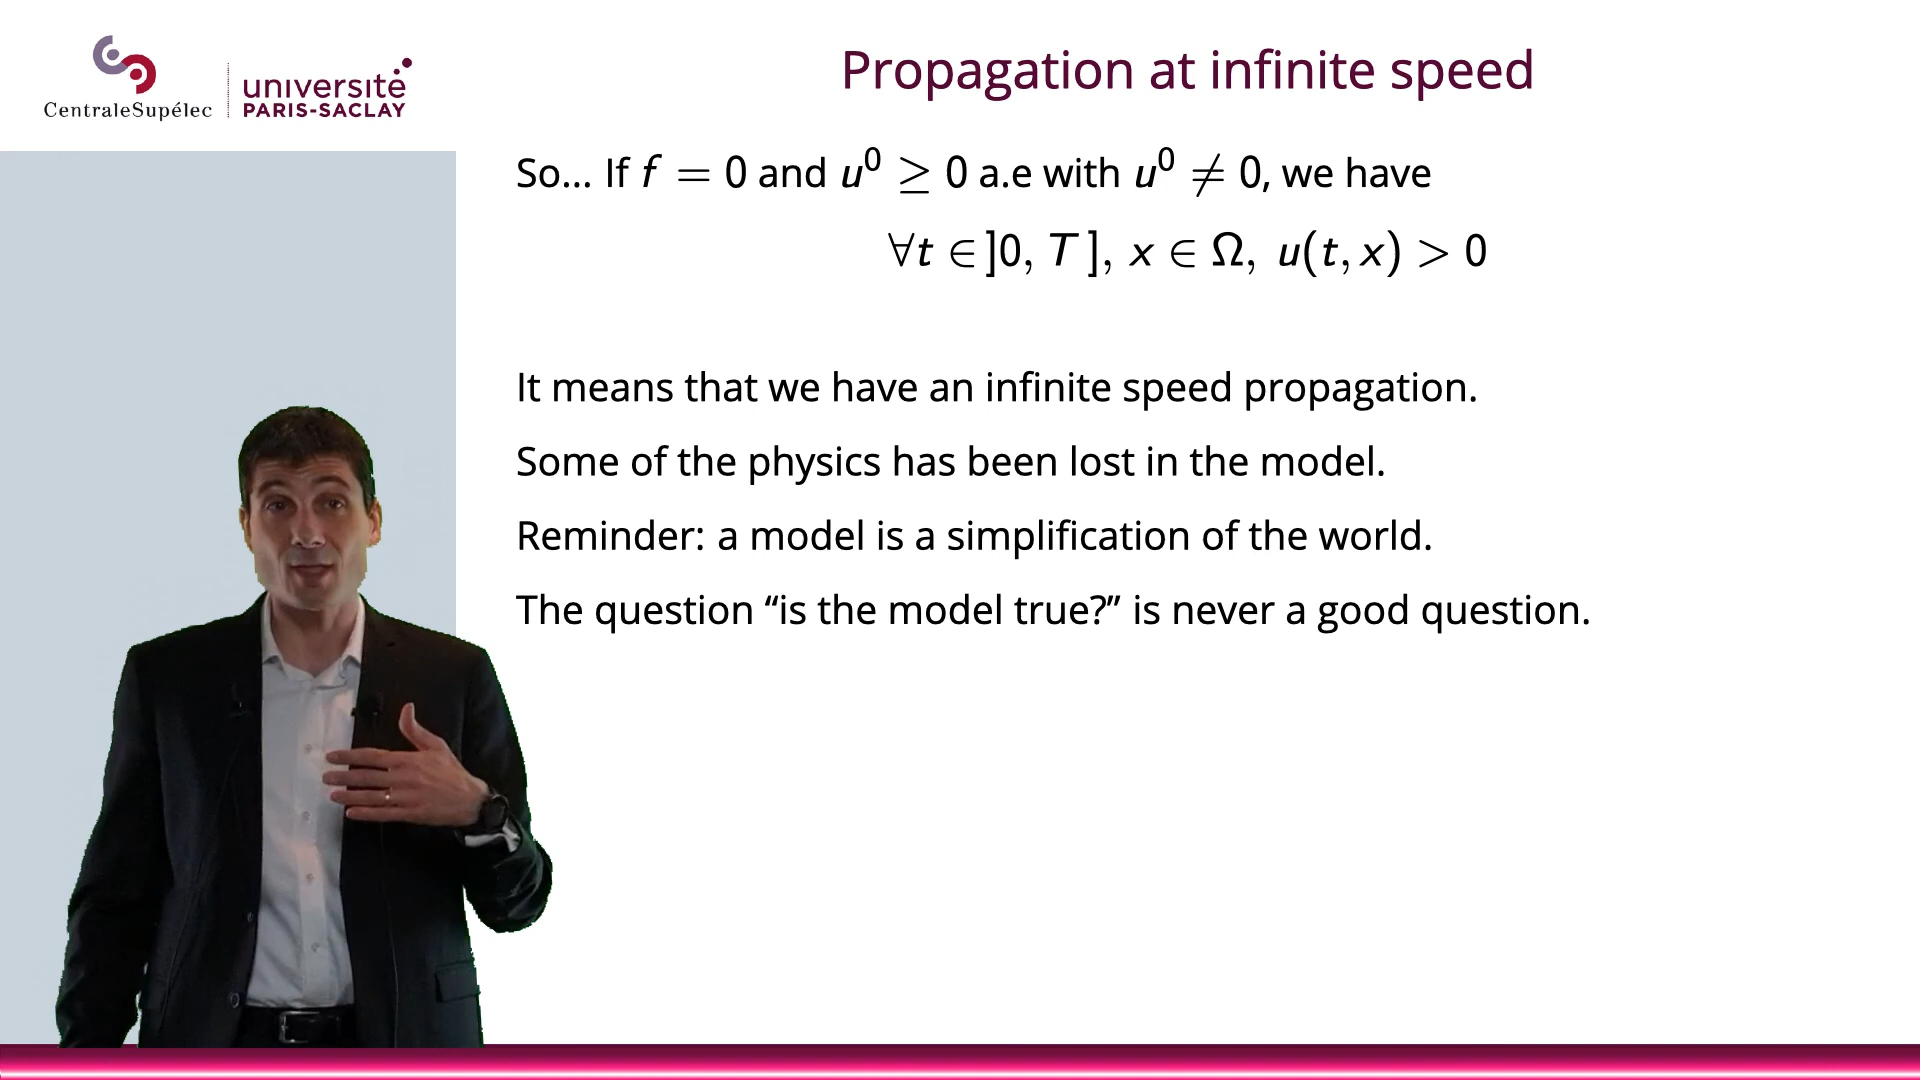 CentraleSupélec
université
PARIS-SACLAY
Propagation at infinite speed
So... If f = 0 and u⁰ ≥ 0 a.e with u⁰ ≠ 0, we have
∀t ∈ ]0, T ], x ∈ Ω, u(t, x) > 0
It means that we have an infinite speed propagation.
Some of the physics has been lost in the model.
Reminder: a model is a simplification of the world.
The question “is the model true?” is never a good question.